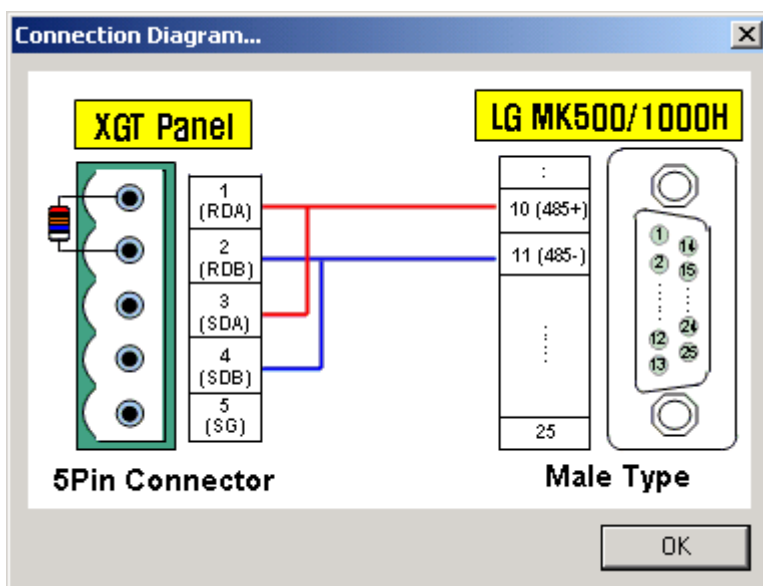 Connection Diagram...
XGT Panel
LG MK500/1000H
1
(RDA)
2
(RDB)
3
(SDA)
4
(SDB)
5
(SG)
:
10 (485+)
11 (485-)
⋮
25
1
14
2
15
12
24
13
25
5Pin Connector
Male Type
OK